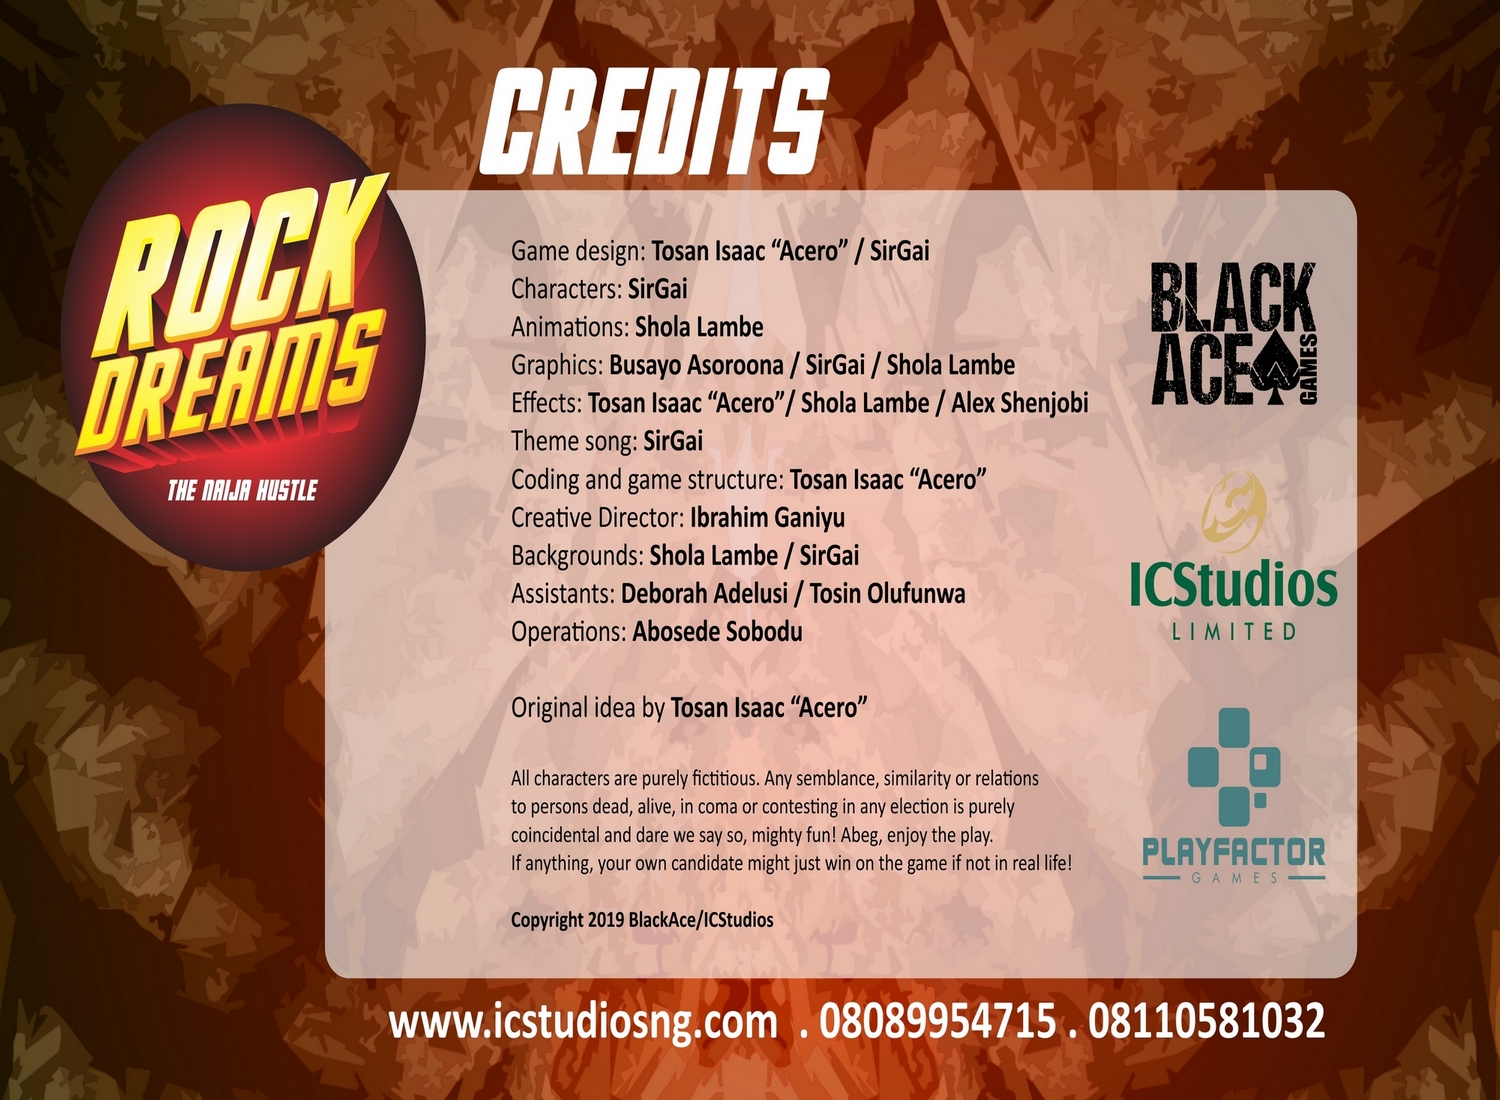 CREDITS
ROCK
DREAMS
THE NAIJA HUSTLE
Game design: Tosan Isaac “Acero” / SirGai
Characters: SirGai
Animations: Shola Lambe
Graphics: Busayo Asoroona / SirGai / Shola Lambe
Effects: Tosan Isaac “Acero”/ Shola Lambe / Alex Shenjobi
Theme song: SirGai
Coding and game structure: Tosan Isaac “Acero”
Creative Director: Ibrahim Ganiyu
Backgrounds: Shola Lambe / SirGai
Assistants: Deborah Adelusi / Tosin Olufunwa
Operations: Abosede Sobodu
Original idea by Tosan Isaac “Acero”
All characters are purely fictitious. Any semblance, similarity or relations
to persons dead, alive, in coma or contesting in any election is purely
coincidental and dare we say so, mighty fun! Abeg, enjoy the play.
If anything, your own candidate might just win on the game if not in real life!
Copyright 2019 BlackAce/ICStudios
BLACK
ACE
GAMES
ICStudios
LIMITED
PLAYFACTOR
GAMES
www.icstudiosng.com . 08089954715 . 08110581032